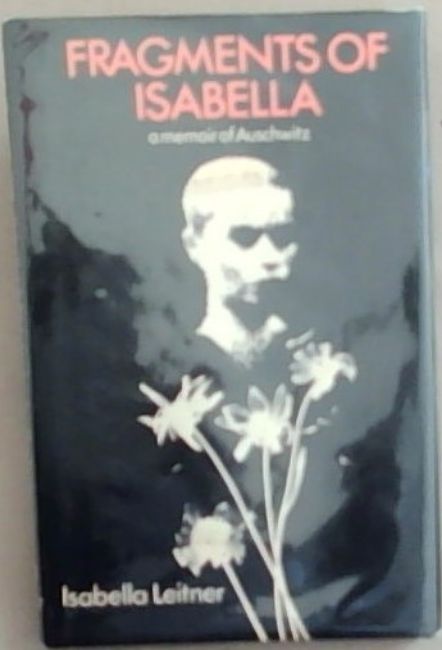 FRAGMENTS OF
ISABELLA
a memoir of Auschwitz
Isabella Leitner